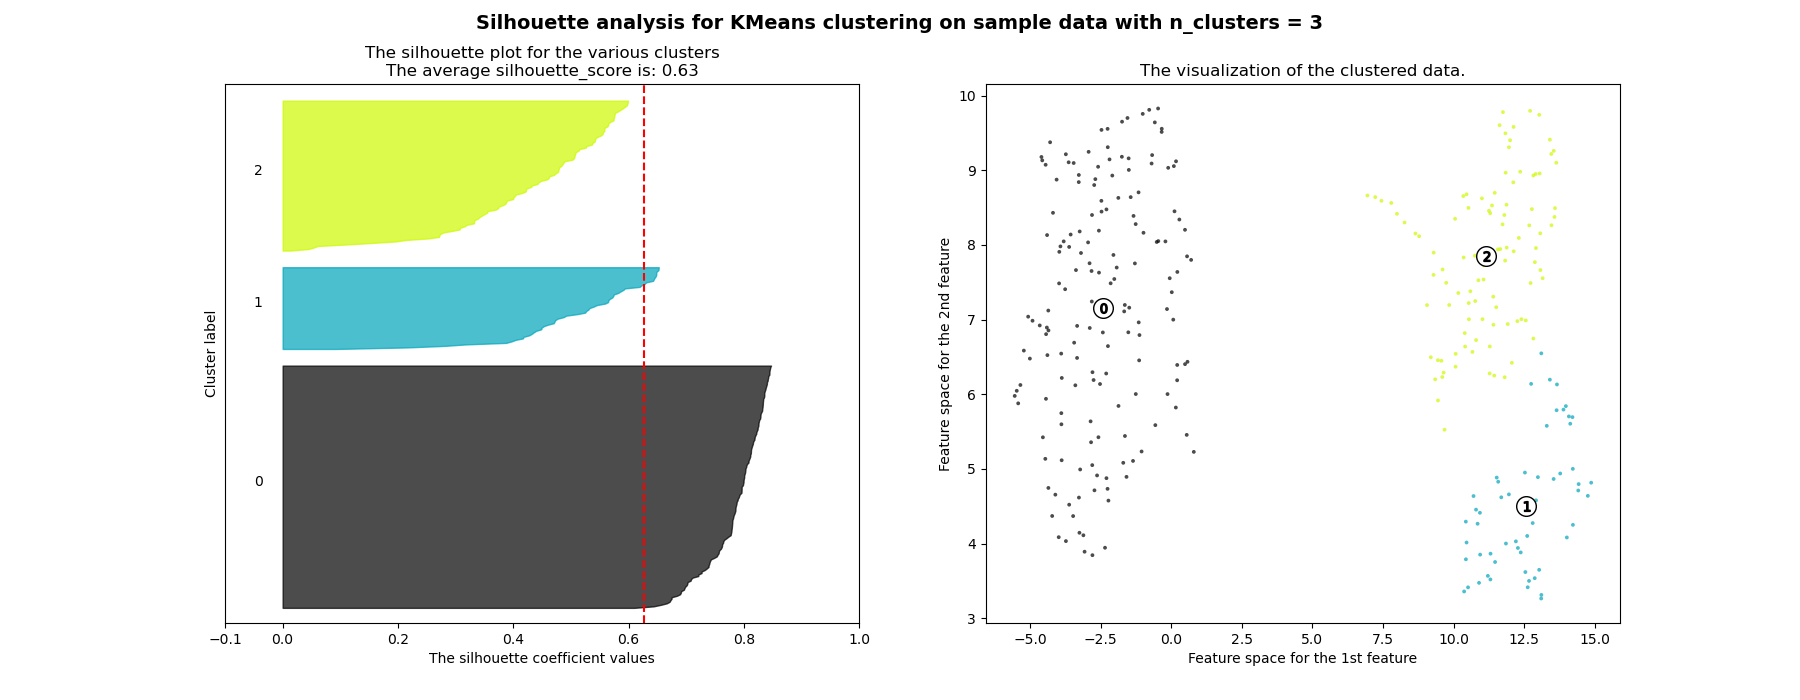 Silhouette analysis for KMeans clustering on sample data with n_clusters = 3
The silhouette plot for the various clusters
The average silhouette_score is: 0.63
Cluster label
2
1
0
−0.1 0.0 0.2 0.4 0.6 0.8 1.0
The silhouette coefficient values
The visualization of the clustered data.
Feature space for the 2nd feature
10
9
8
7
6
5
4
3
0
2
1
−5.0 −2.5 0.0 2.5 5.0 7.5 10.0 12.5 15.0
Feature space for the 1st feature